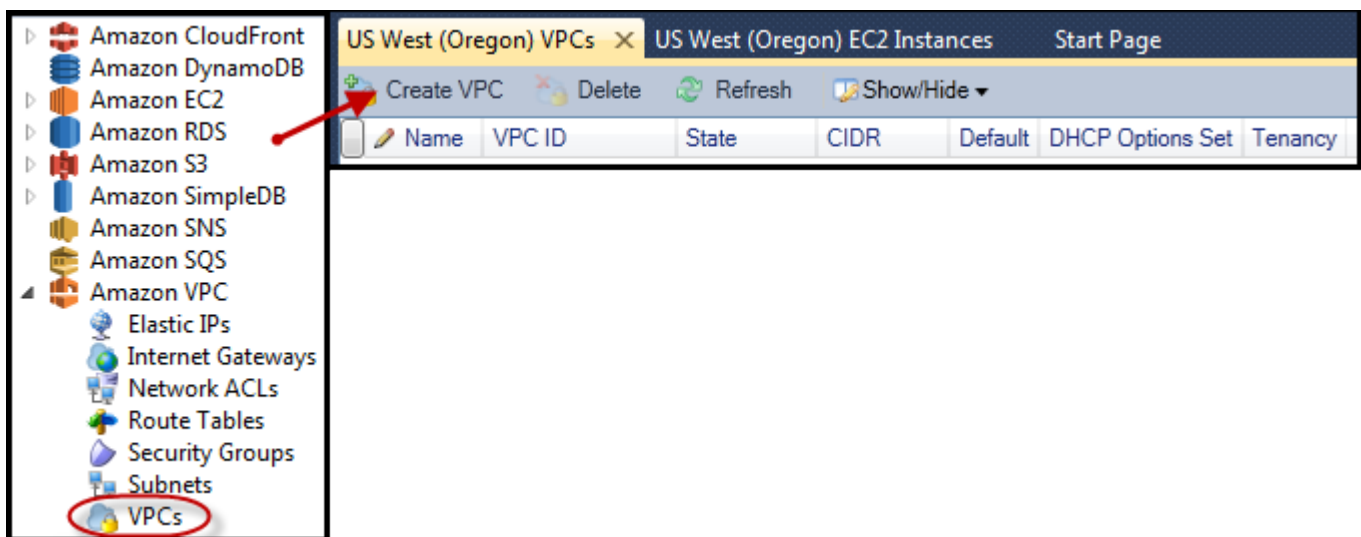 Amazon CloudFront
Amazon DynamoDB
Amazon EC2
Amazon RDS
Amazon S3
Amazon SimpleDB
Amazon SNS
Amazon SQS
Amazon VPC
Elastic IPs
Internet Gateways
Network ACLs
Route Tables
Security Groups
Subnets
VPCs
US West (Oregon) VPCs US West (Oregon) EC2 Instances Start Page
Create VPC Delete Refresh Show/Hide
Name VPC ID State CIDR Default DHCP Options Set Tenancy